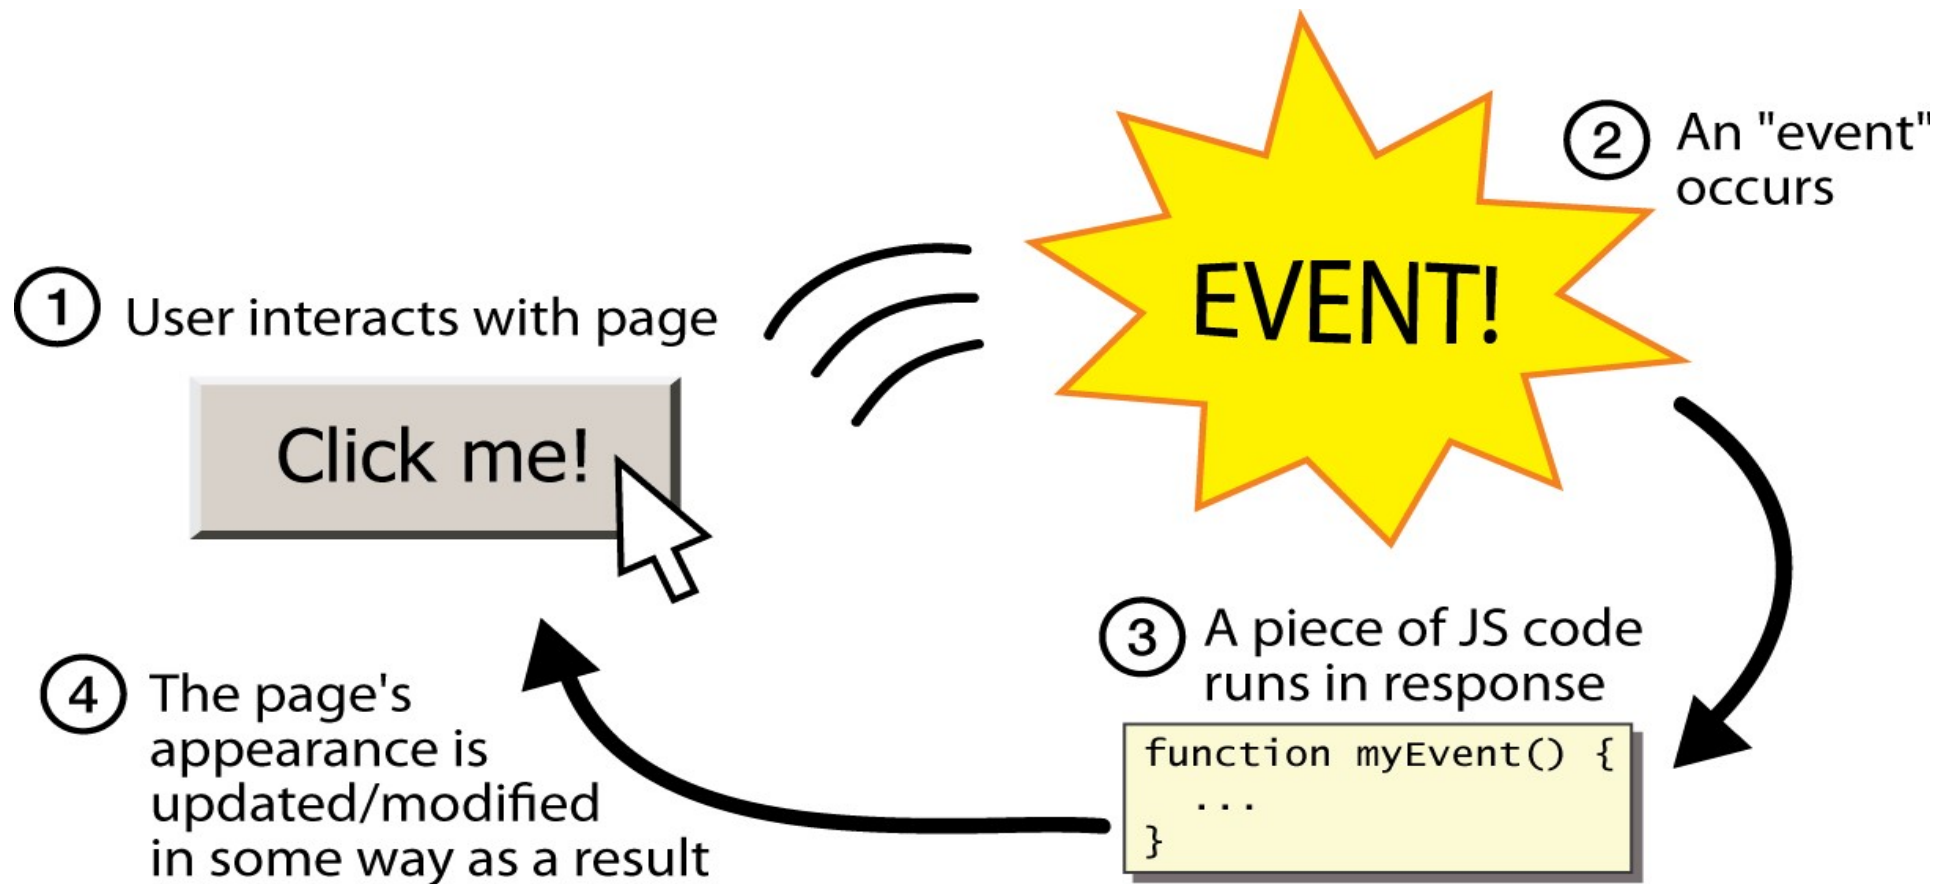 1 User interacts with page
Click me!
EVENT!
2 An "event"
occurs
3 A piece of JS code
runs in response
function myEvent() {
...
}
4 The page's
appearance is
updated/modified
in some way as a result